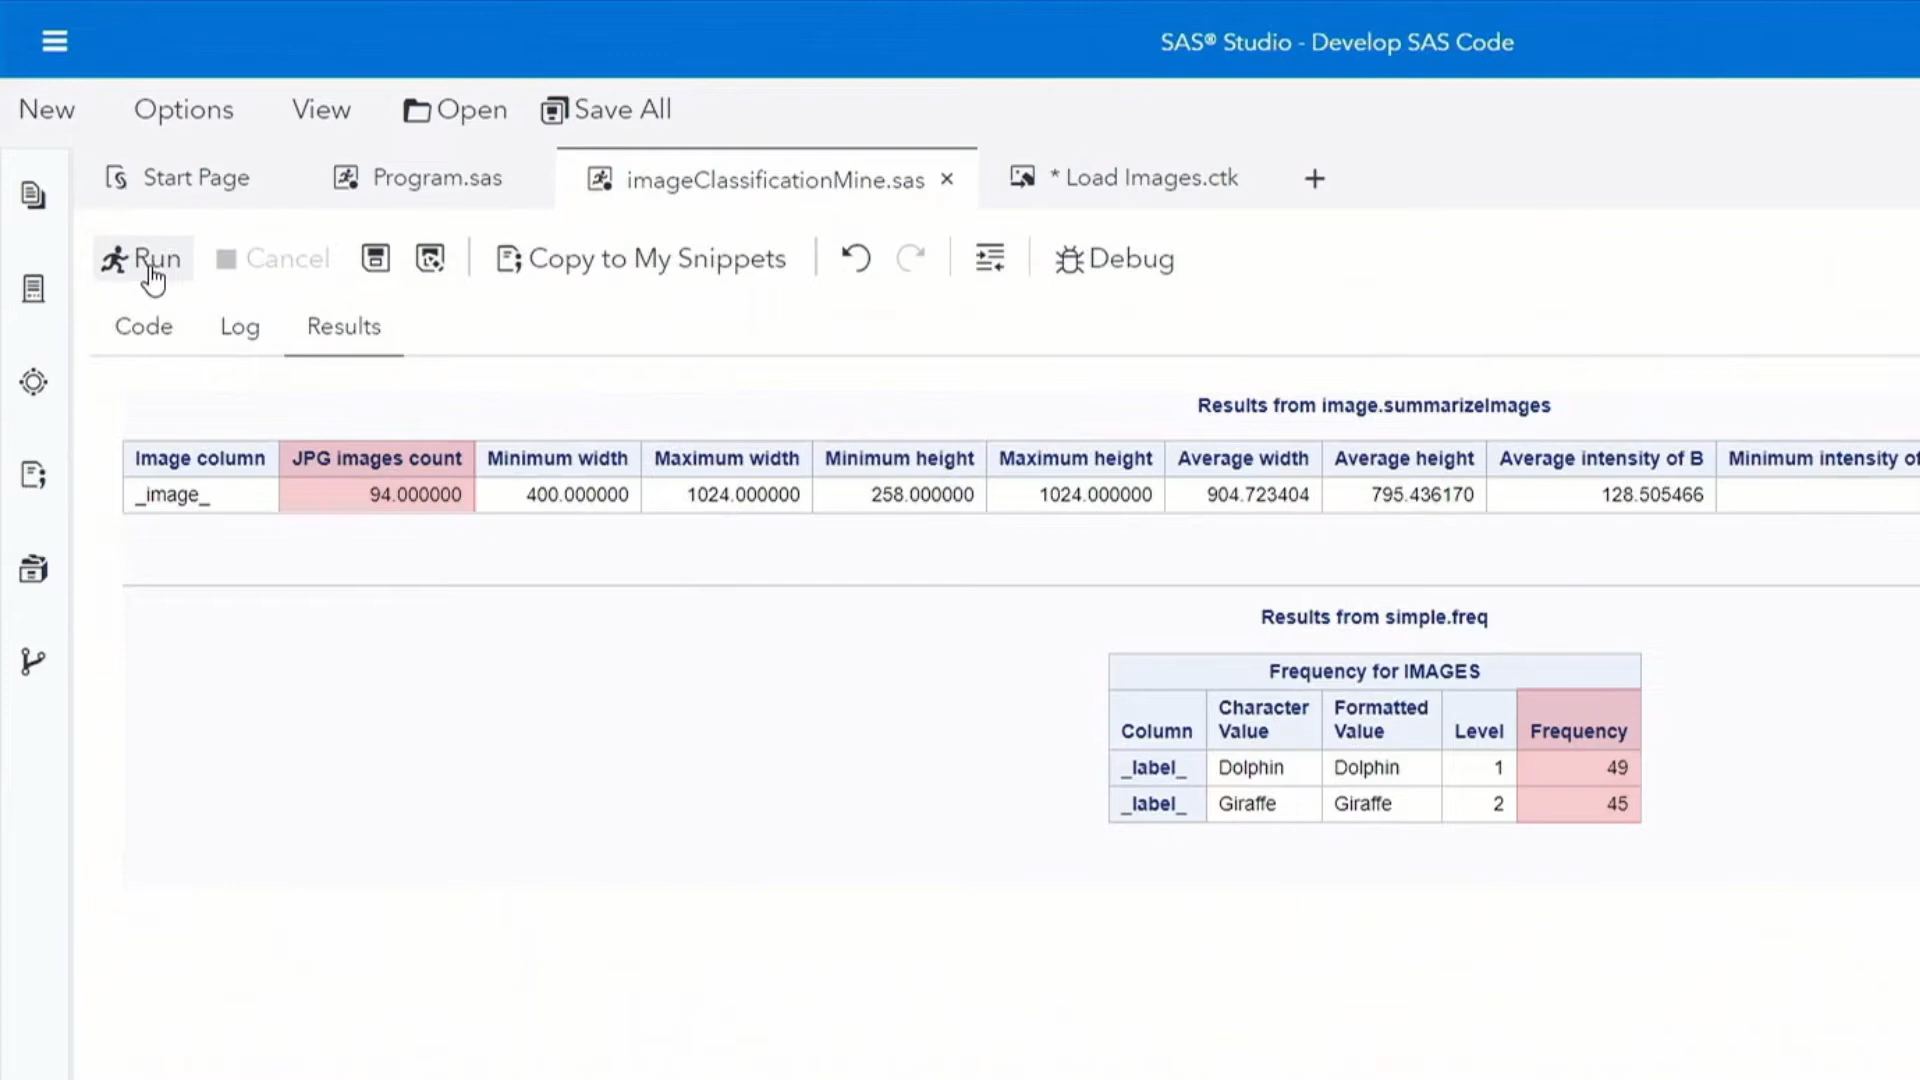 SAS® Studio - Develop SAS Code
New Options View Open Save All
Start Page Program.sas imageClassificationMine.sas × * Load Images.ctk +
Run Cancel Copy to My Snippets Debug
Code Log Results
Results from image.summarizeImages
Image column JPG images count Minimum width Maximum width Minimum height Maximum height Average width Average height Average intensity of B Minimum intensity of
_image_ 94.000000 400.000000 1024.000000 258.000000 1024.000000 904.723404 795.436170 128.505466
Results from simple.freq
Frequency for IMAGES
Column Character Value Formatted Value Level Frequency
_label_ Dolphin Dolphin 1 49
_label_ Giraffe Giraffe 2 45